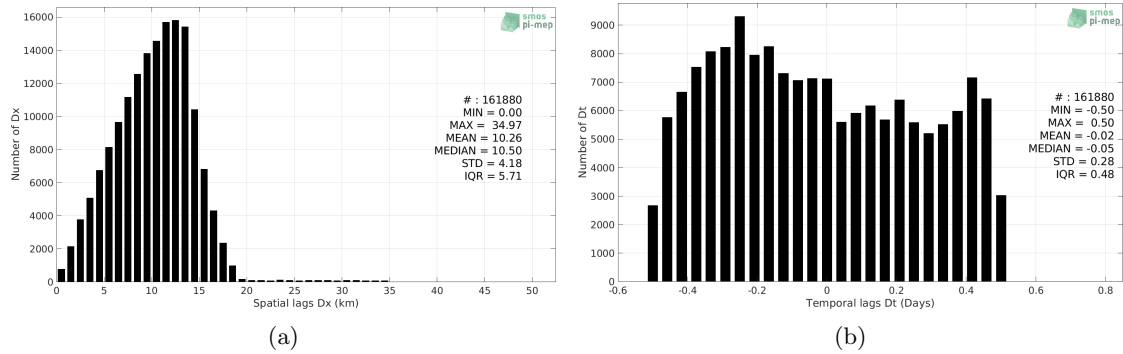 16000
14000
12000
10000
8000
6000
4000
2000
0
Number of Dx
0 5 10 15 20 25 30 35 40 45 50
Spatial lags Dx (km)
smos
pi-mep
# : 161880
MIN = 0.00
MAX = 34.97
MEAN = 10.26
MEDIAN = 10.50
STD = 4.18
IQR = 5.71
(a)
9000
8000
7000
6000
5000
4000
3000
2000
1000
0
Number of Dt
-0.6 -0.4 -0.2 0 0.2 0.4 0.6 0.8
Temporal lags Dt (Days)
smos
pi-mep
# : 161880
MIN = -0.50
MAX = 0.50
MEAN = -0.02
MEDIAN = -0.05
STD = 0.28
IQR = 0.48
(b)